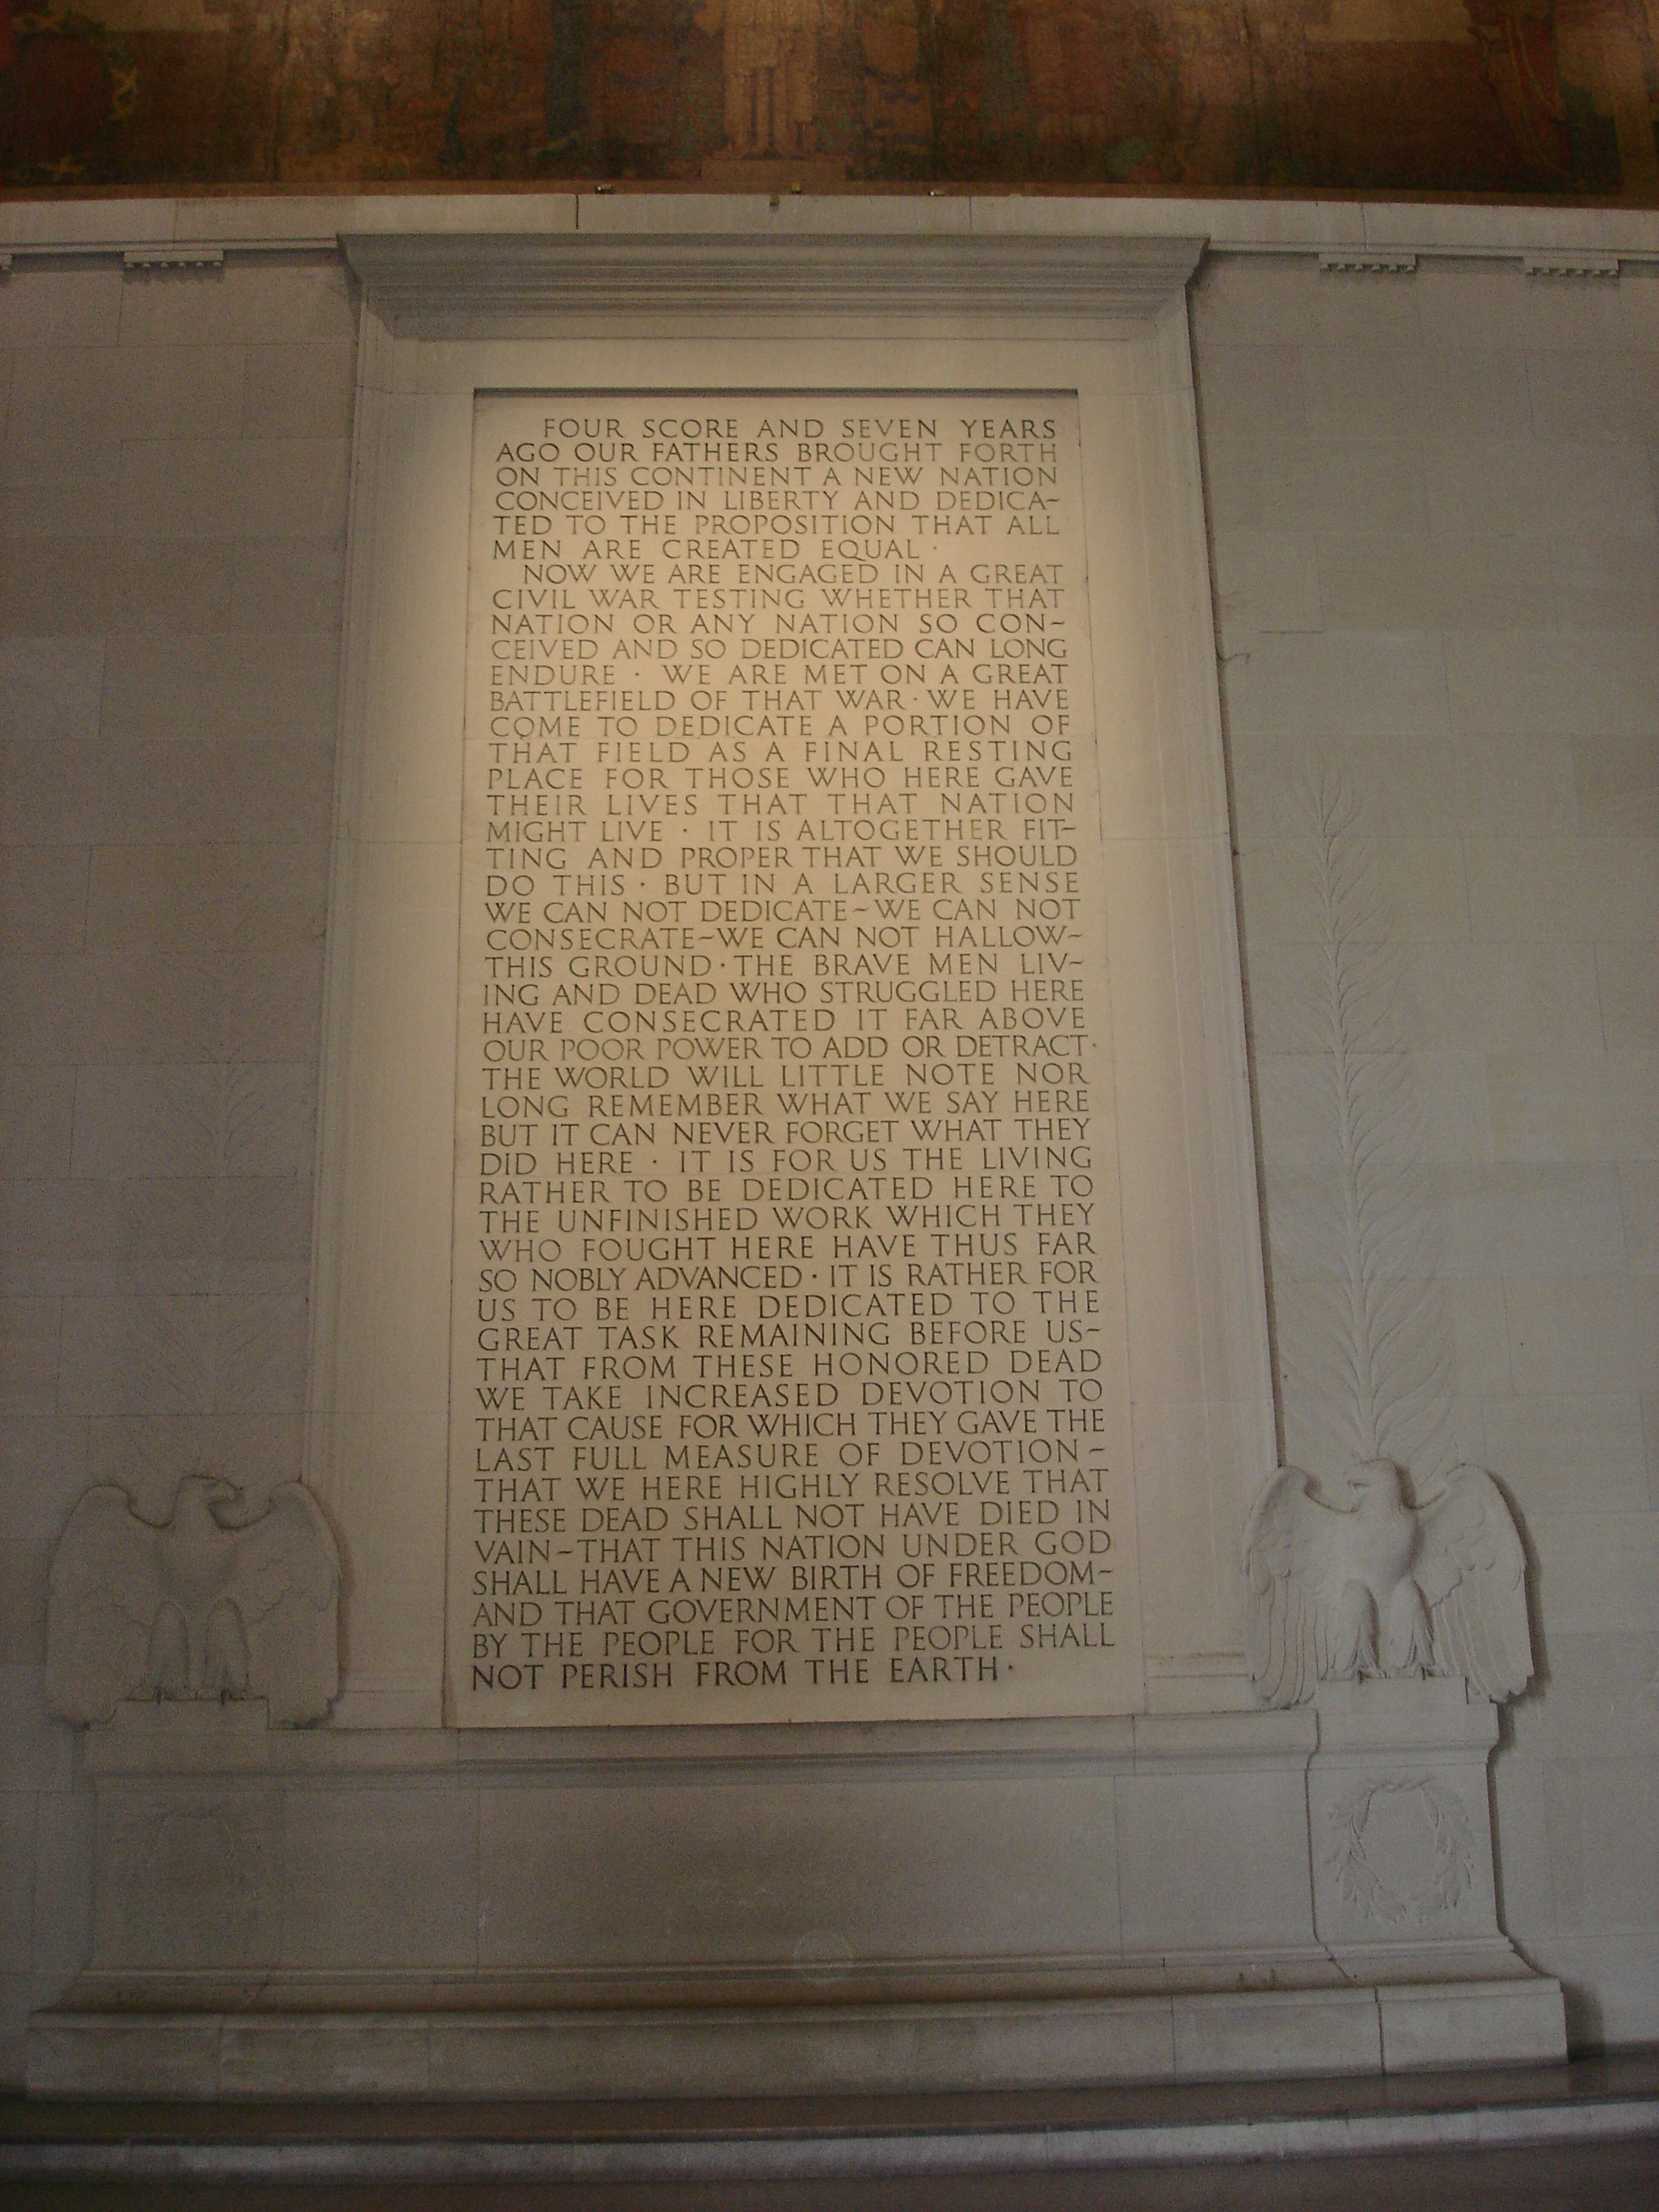 FOUR SCORE AND SEVEN YEARS
AGO OUR FATHERS BROUGHT FORTH
ON THIS CONTINENT A NEW NATION
CONCEIVED IN LIBERTY AND DEDICA~
TED TO THE PROPOSITION THAT ALL
MEN ARE CREATED EQUAL ·
NOW WE ARE ENGAGED IN A GREAT
CIVIL WAR TESTING WHETHER THAT
NATION OR ANY NATION SO CON~
CEIVED AND SO DEDICATED CAN LONG
ENDURE · WE ARE MET ON A GREAT
BATTLEFIELD OF THAT WAR · WE HAVE
COME TO DEDICATE A PORTION OF
THAT FIELD AS A FINAL RESTING
PLACE FOR THOSE WHO HERE GAVE
THEIR LIVES THAT THAT NATION
MIGHT LIVE · IT IS ALTOGETHER FIT~
TING AND PROPER THAT WE SHOULD
DO THIS · BUT IN A LARGER SENSE
WE CAN NOT DEDICATE~WE CAN NOT
CONSECRATE~WE CAN NOT HALLOW~
THIS GROUND · THE BRAVE MEN LIV~
ING AND DEAD WHO STRUGGLED HERE
HAVE CONSECRATED IT FAR ABOVE
OUR POOR POWER TO ADD OR DETRACT ·
THE WORLD WILL LITTLE NOTE NOR
LONG REMEMBER WHAT WE SAY HERE
BUT IT CAN NEVER FORGET WHAT THEY
DID HERE · IT IS FOR US THE LIVING
RATHER TO BE DEDICATED HERE TO
THE UNFINISHED WORK WHICH THEY
WHO FOUGHT HERE HAVE THUS FAR
SO NOBLY ADVANCED · IT IS RATHER FOR
US TO BE HERE DEDICATED TO THE
GREAT TASK REMAINING BEFORE US~
THAT FROM THESE HONORED DEAD
WE TAKE INCREASED DEVOTION TO
THAT CAUSE FOR WHICH THEY GAVE THE
LAST FULL MEASURE OF DEVOTION ~
THAT WE HERE HIGHLY RESOLVE THAT
THESE DEAD SHALL NOT HAVE DIED IN
VAIN~THAT THIS NATION UNDER GOD
SHALL HAVE A NEW BIRTH OF FREEDOM~
AND THAT GOVERNMENT OF THE PEOPLE
BY THE PEOPLE FOR THE PEOPLE SHALL
NOT PERISH FROM THE EARTH ·